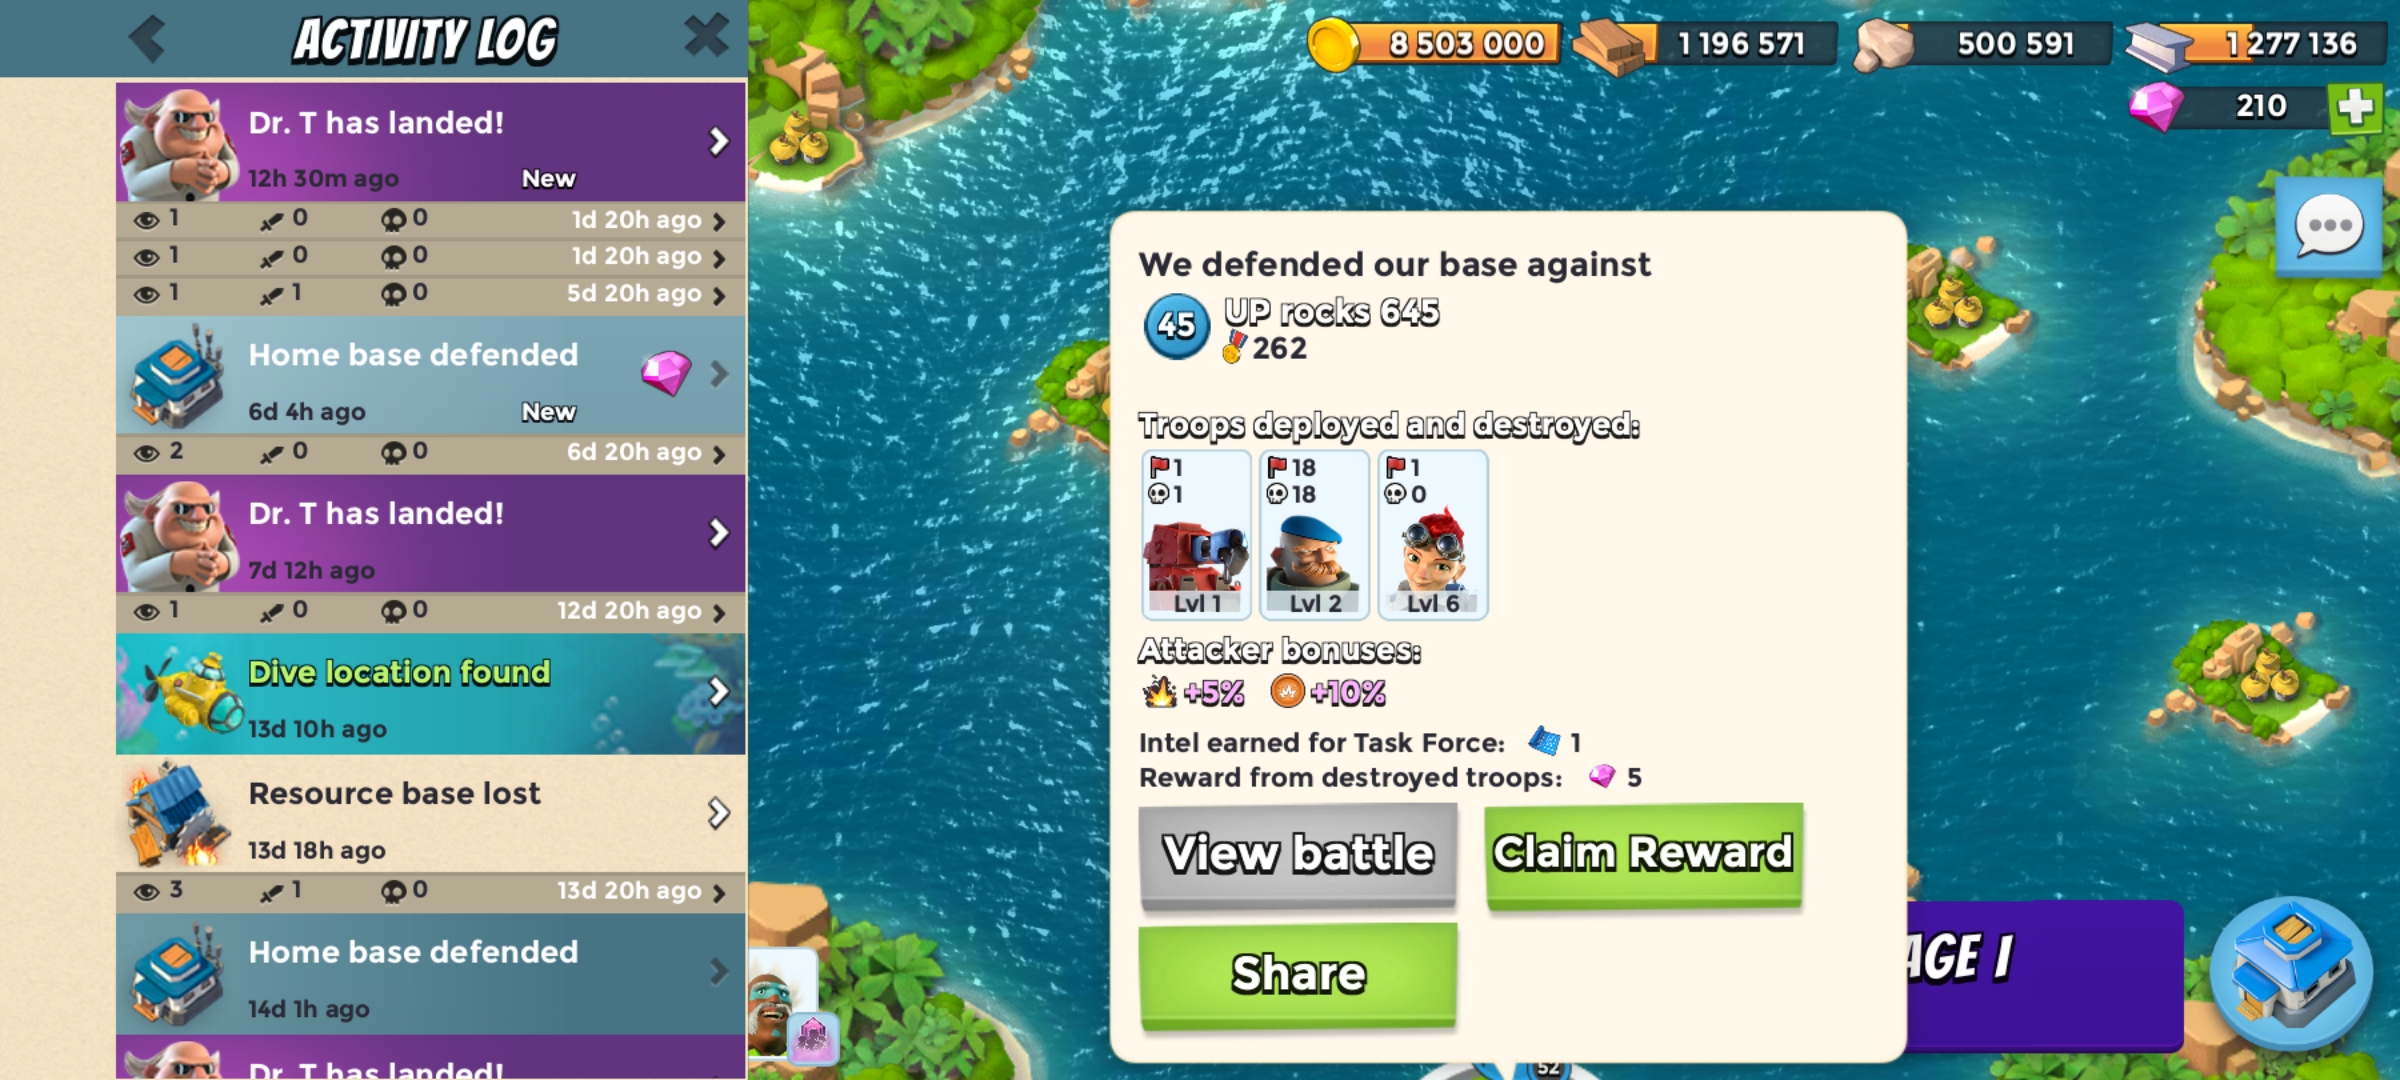 ACTIVITY LOG
Dr. T has landed!
12h 30m ago New
1 0 0 1d 20h ago
1 0 0 1d 20h ago
1 1 0 5d 20h ago
Home base defended
6d 4h ago New
2 0 0 6d 20h ago
Dr. T has landed!
7d 12h ago
1 0 0 12d 20h ago
Dive location found
13d 10h ago
Resource base lost
13d 18h ago
3 1 0 13d 20h ago
Home base defended
14d 1h ago
Dr. T has landed!
8 503 000 1 196 571 500 591 1 277 136
210
We defended our base against
45 UP rocks 645
262
Troops deployed and destroyed:
1 18 1
1 18 0
Lvl 1 Lvl 2 Lvl 6
Attacker bonuses:
+5% +10%
Intel earned for Task Force: 1
Reward from destroyed troops: 5
View battle Claim Reward
Share
AGE I
52